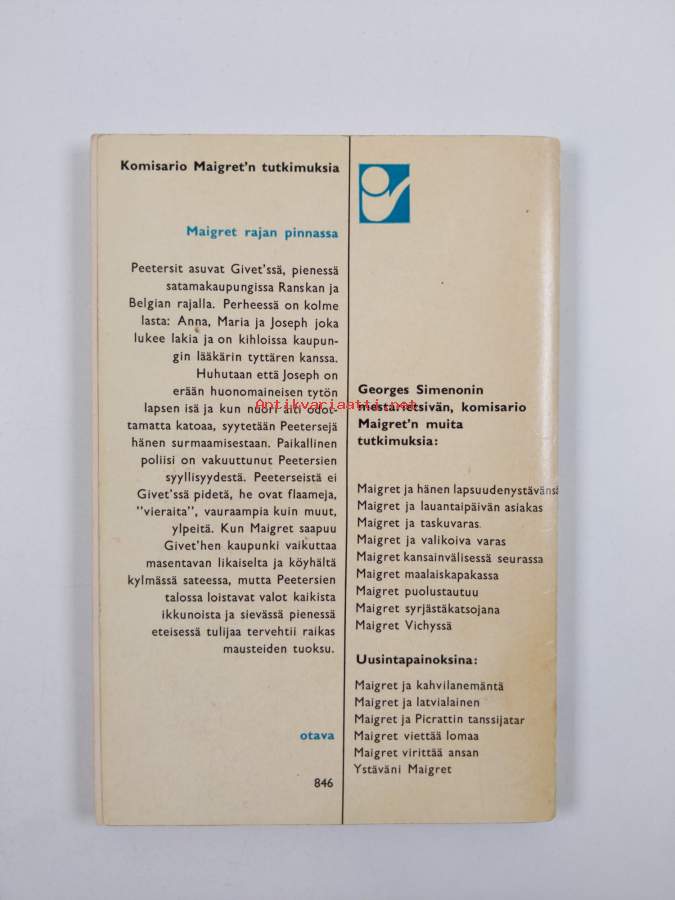 Komisario Maigret'n tutkimuksia
Maigret rajan pinnassa
Peetersit asuvat Givet'ssä, pienessä
satamakaupungissa Ranskan ja
Belgian rajalla. Perheessä on kolme
lasta: Anna, Maria ja Joseph joka
lukee lakia ja on kihloissa kaupun-
gin lääkärin tyttären kanssa.
Huhutaan että Joseph on
erään huonomaineisen tytön
lapsen isä ja kun nuori äiti odot-
tamatta katoaa, syytetään Peetersejä
hänen surmaamisestaan. Paikallinen
poliisi on vakuuttunut Peetersien
syyllisyydestä. Peeterseistä ei
Givet'ssä pidetä, he ovat flaameja,
"vieraita", vauraampia kuin muut,
ylpeitä. Kun Maigret saapuu
Givet'hen kaupunki vaikuttaa
masentavan likaiselta ja köyhältä
kylmässä sateessa, mutta Peetersien
talossa loistavat valot kaikista
ikkunoista ja sievässä pienessä
eteisessä tulijaa tervehtii raikas
mausteiden tuoksu.
otava
846
Georges Simenonin
mestarietsivän, komisario
Maigret'n muita
tutkimuksia:
Maigret ja hänen lapsuudenystävänsä
Maigret ja lauantaipäivän asiakas
Maigret ja taskuvaras
Maigret ja valikoiva varas
Maigret kansainvälisessä seurassa
Maigret maalaiskapakassa
Maigret puolustautuu
Maigret syrjästäkatsojana
Maigret Vichyssä
Uusintapainoksina:
Maigret ja kahvilanemäntä
Maigret ja latvialainen
Maigret ja Picrattin tanssijatar
Maigret viettää lomaa
Maigret virittää ansan
Ystäväni Maigret
Antikvariaatti.net